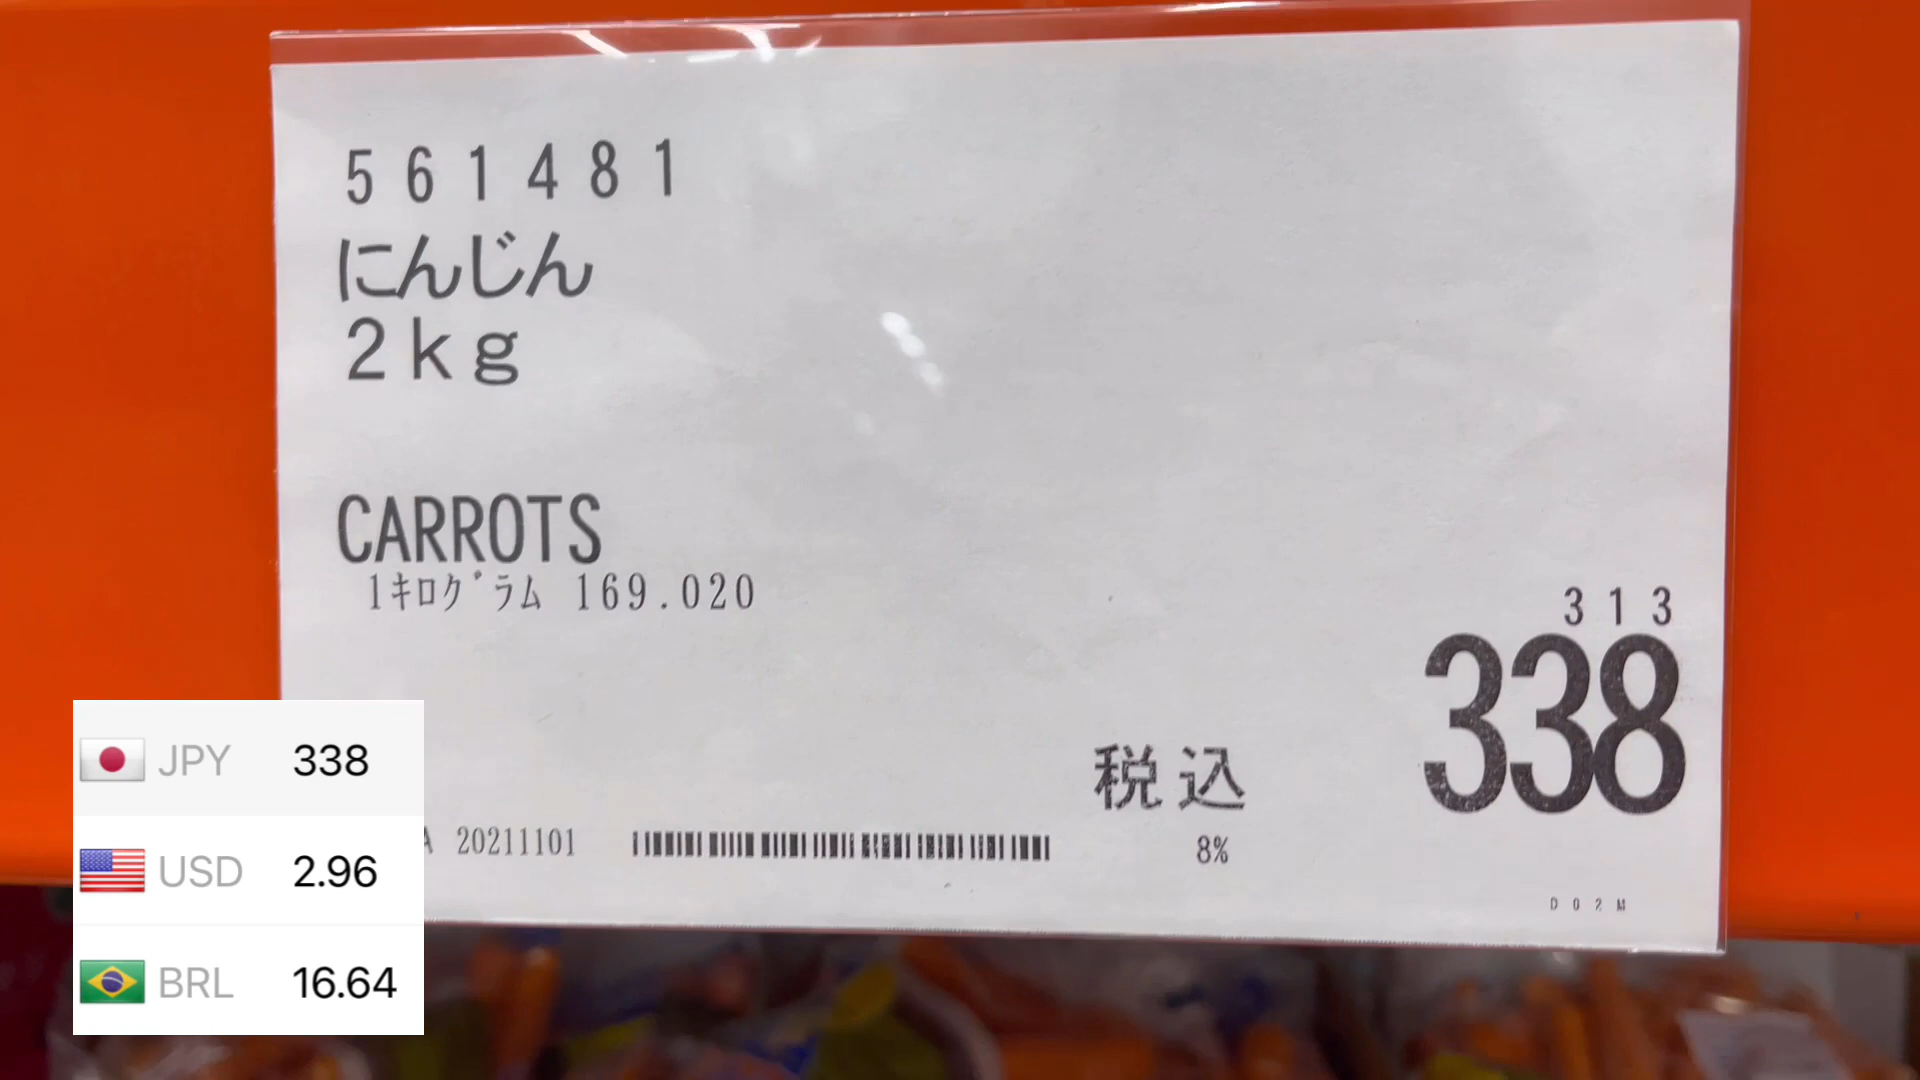 561481
にんじん
2kg
CARROTS
1キログラム 169.020
313
338
税込
8%
A 20211101
D02M
JPY 338
USD 2.96
BRL 16.64